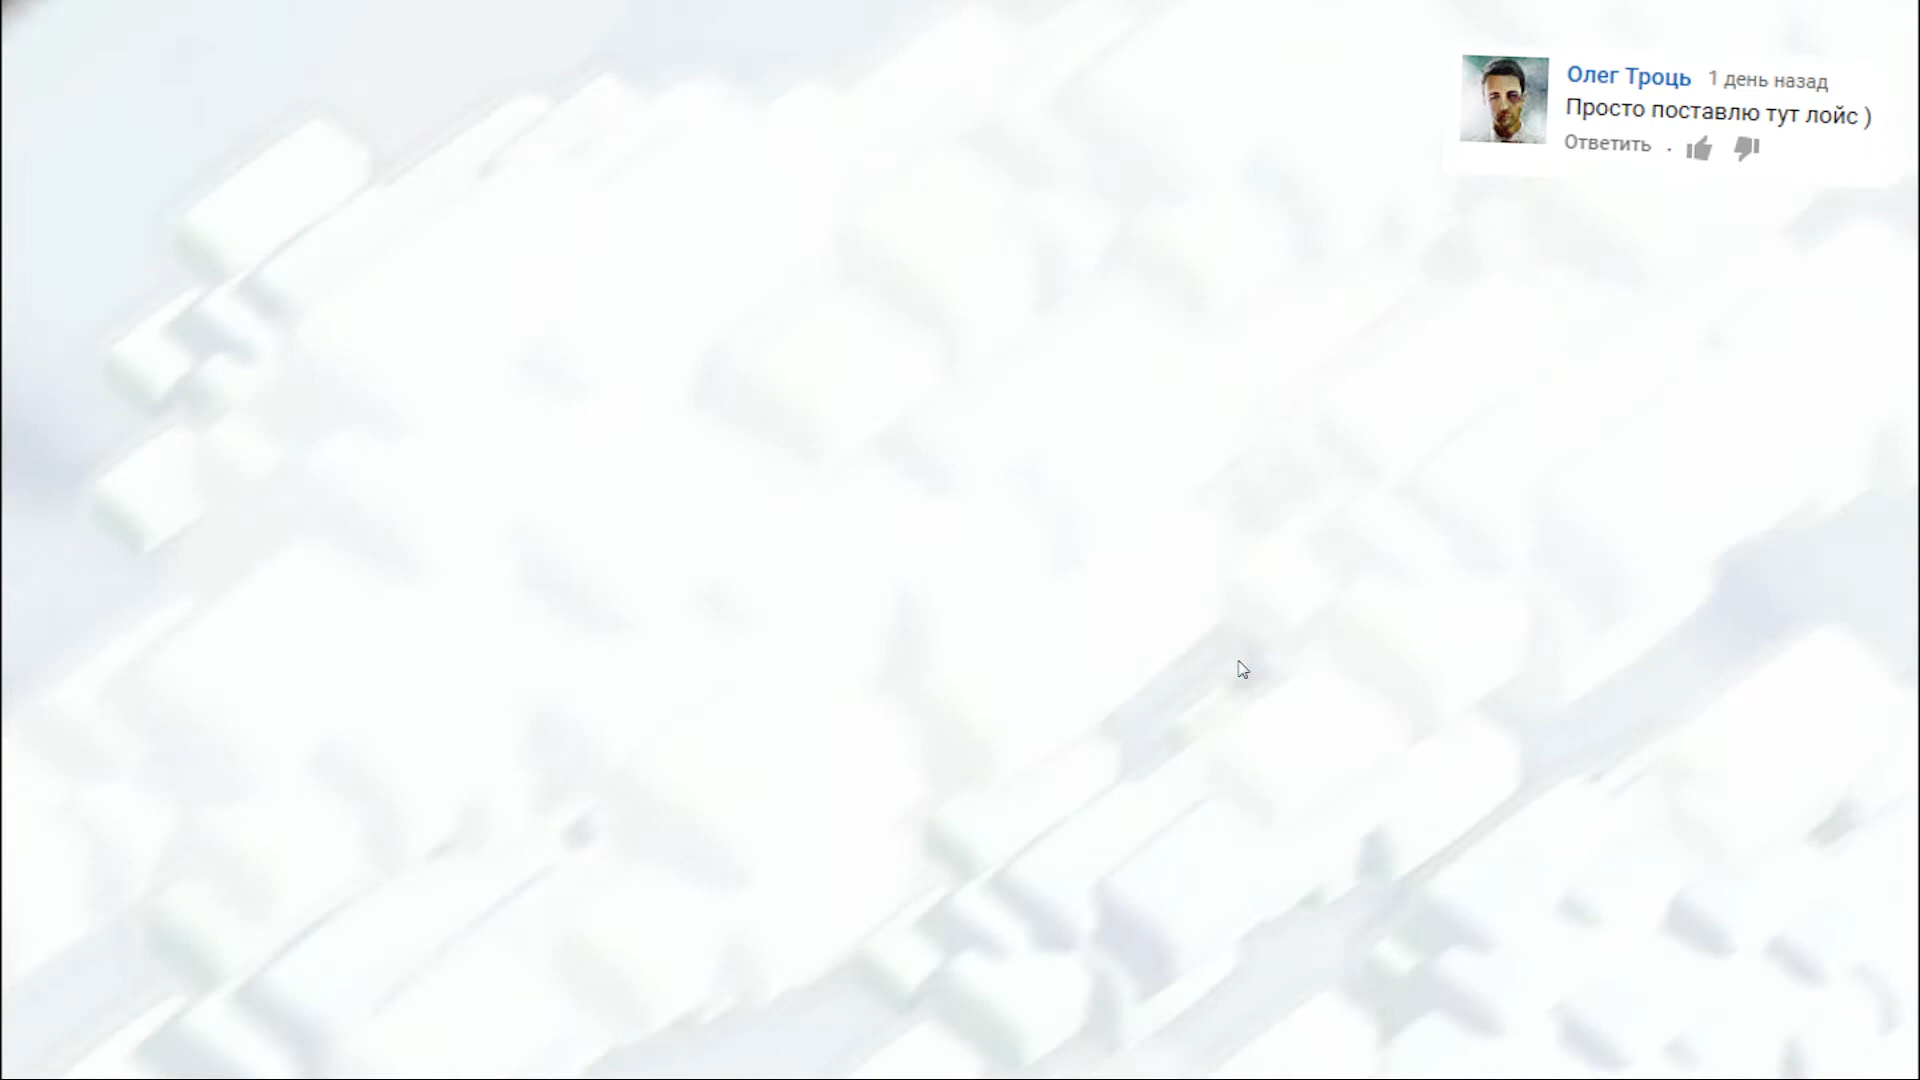 Олег Троць 1 день назад
Просто поставлю тут лойс )
Ответить .